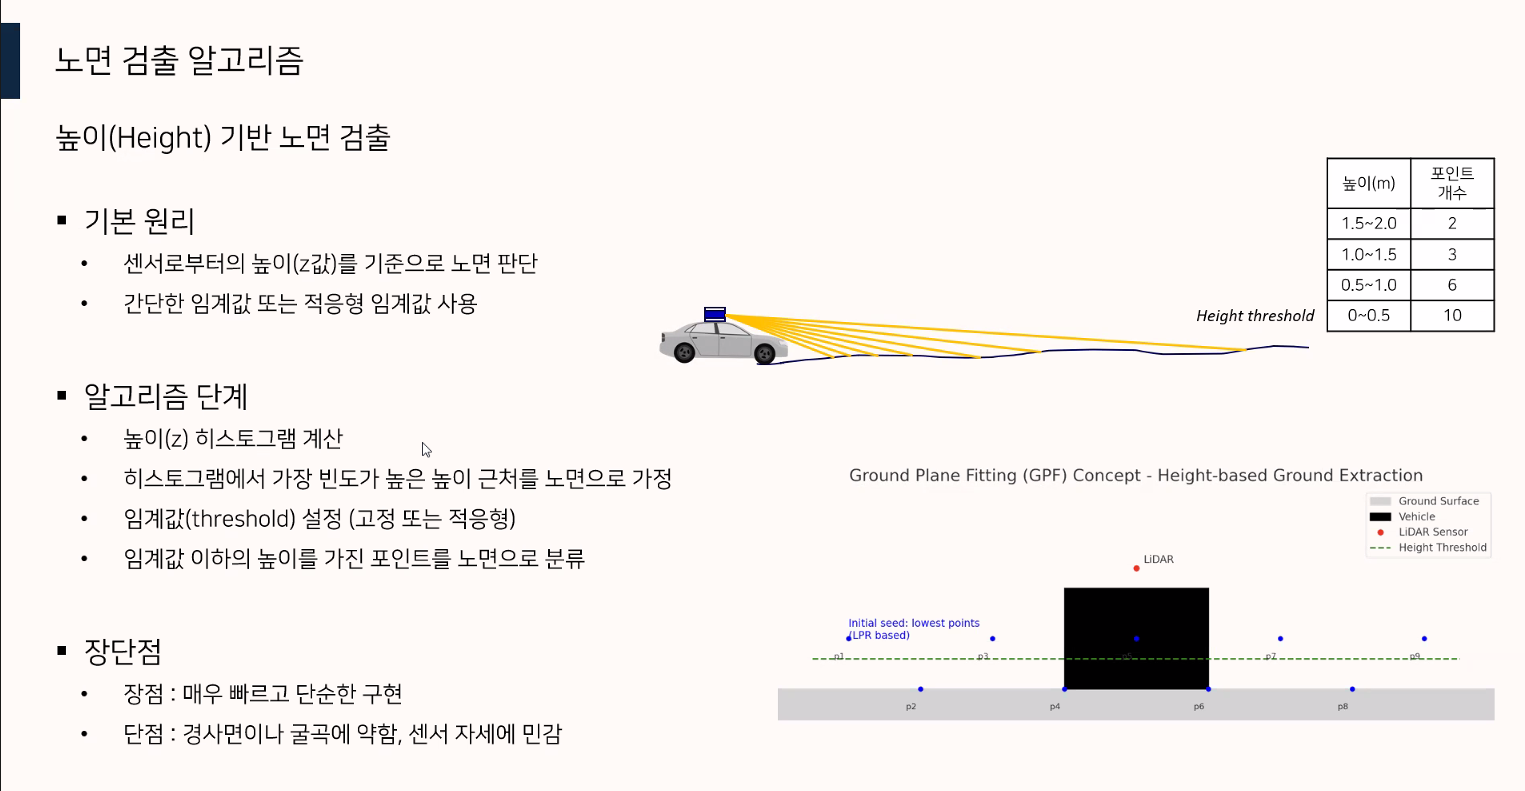 노면 검출 알고리즘
높이(Height) 기반 노면 검출
▪ 기본 원리
• 센서로부터의 높이(z값)를 기준으로 노면 판단
• 간단한 임계값 또는 적응형 임계값 사용
▪ 알고리즘 단계
• 높이(z) 히스토그램 계산
• 히스토그램에서 가장 빈도가 높은 높이 근처를 노면으로 가정
• 임계값(threshold) 설정 (고정 또는 적응형)
• 임계값 이하의 높이를 가진 포인트를 노면으로 분류
▪ 장단점
• 장점 : 매우 빠르고 단순한 구현
• 단점 : 경사면이나 굴곡에 약함, 센서 자세에 민감
높이(m) 포인트
개수
1.5~2.0 2
1.0~1.5 3
0.5~1.0 6
0~0.5 10
Height threshold
Ground Plane Fitting (GPF) Concept - Height-based Ground Extraction
Ground Surface
Vehicle
LiDAR Sensor
Height Threshold
LiDAR
Initial seed: lowest points
(LPR based)
p1 p3 p5 p7 p9
p2 p4 p6 p8